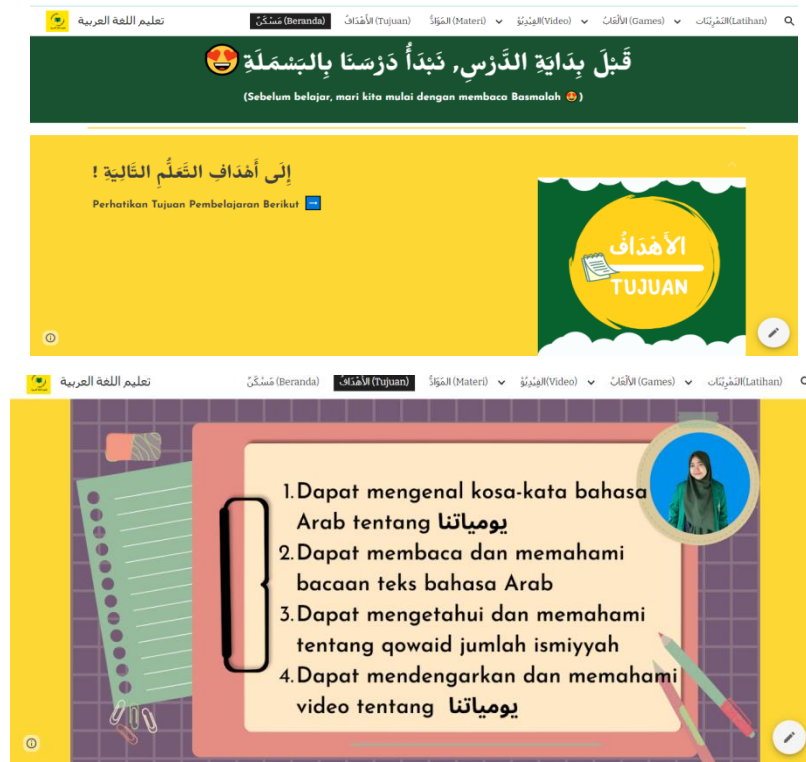 تعليم اللغة العربية
مَسْكَنٌ (Beranda)
الأَهْدَافُ (Tujuan)
المَوَادُّ (Materi)
الفِيْدِيُوْ(Video)
الأَلْعَابُ (Games)
التَمْرِيْنَات(Latihan)
قَبْلَ بِدَايَةِ الدَّرْسِ, نَبْدَأُ دَرْسَنَا بِالبَسْمَلَةِ 😍
(Sebelum belajar, mari kita mulai dengan membaca Basmalah 😍)
إِلَى أَهْدَافِ التَّعَلُّمِ التَّالِيَةِ !
Perhatikan Tujuan Pembelajaran Berikut ➡
الأَهْدَافُ
TUJUAN
تعليم اللغة العربية
مَسْكَنٌ (Beranda)
الأَهْدَافُ (Tujuan)
المَوَادُّ (Materi)
الفِيْدِيُوْ(Video)
الأَلْعَابُ (Games)
التَمْرِيْنَات(Latihan)
1.Dapat mengenal kosa-kata bahasa
Arab tentang يومياتنا
2.Dapat membaca dan memahami
bacaan teks bahasa Arab
3.Dapat mengetahui dan memahami
tentang qowaid jumlah ismiyyah
4.Dapat mendengarkan dan memahami
video tentang يومياتنا